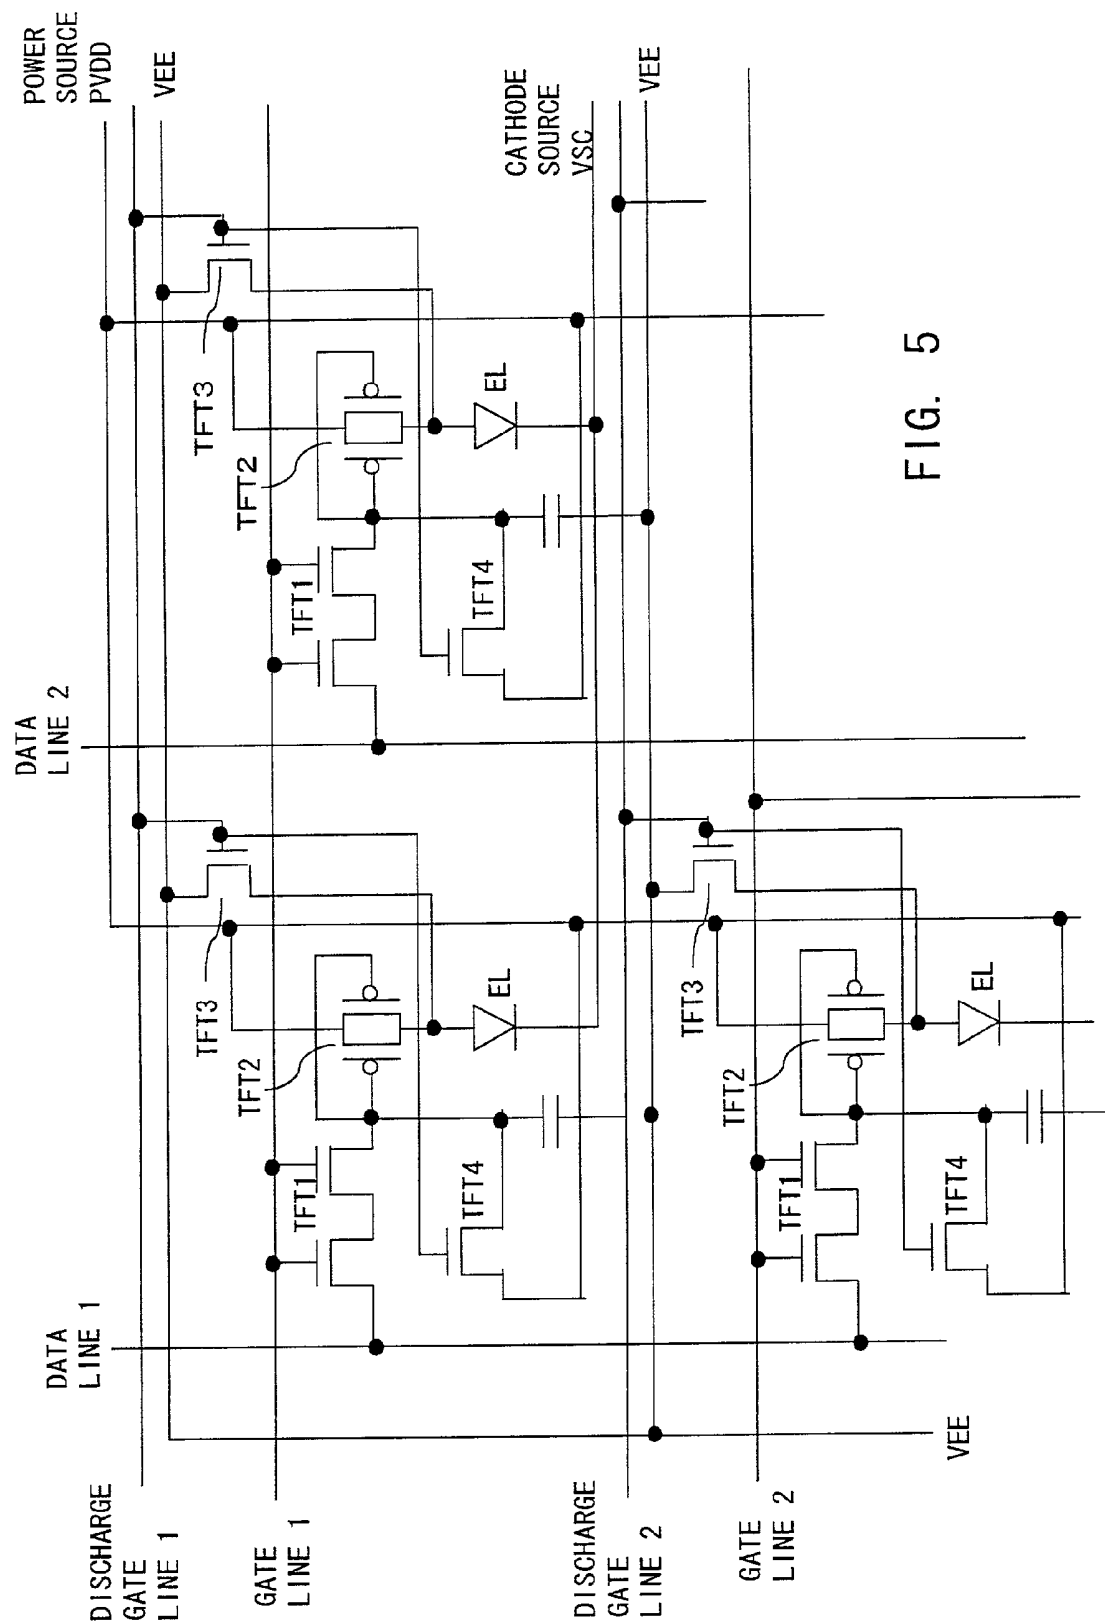 POWER
SOURCE
PVDD
VEE
CATHODE
SOURCE
VSC
VEE
DATA
LINE 2
DATA
LINE 1
TFT3
TFT2
EL
TFT1
TFT4
TFT3
TFT2
EL
TFT1
TFT4
TFT3
TFT2
EL
TFT1
TFT4
DISCHARGE
GATE
LINE 1
GATE
LINE 1
DISCHARGE
GATE
LINE 2
GATE
LINE 2
VEE
FIG. 5